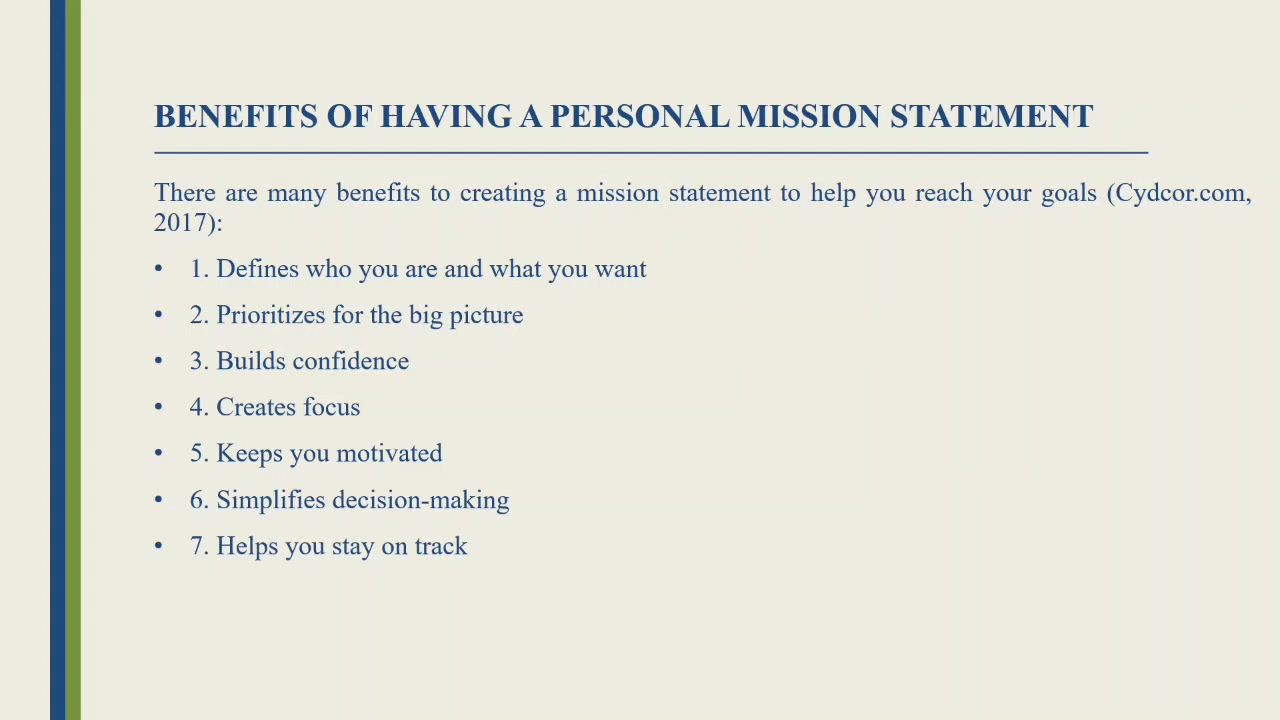 BENEFITS OF HAVING A PERSONAL MISSION STATEMENT
There are many benefits to creating a mission statement to help you reach your goals (Cydcor.com,
2017):
• 1. Defines who you are and what you want
• 2. Prioritizes for the big picture
• 3. Builds confidence
• 4. Creates focus
• 5. Keeps you motivated
• 6. Simplifies decision-making
• 7. Helps you stay on track